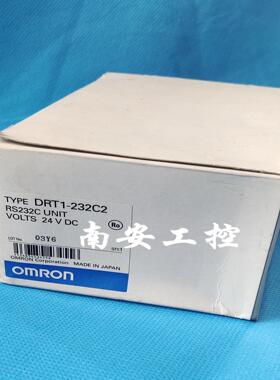 TYPE DRT1-232C2
RS232C UNIT
VOLTS 24 V DC
Ro
LOT No. 03Y6
OMRON
OMRON Corporation MADE IN JAPAN
南安工控